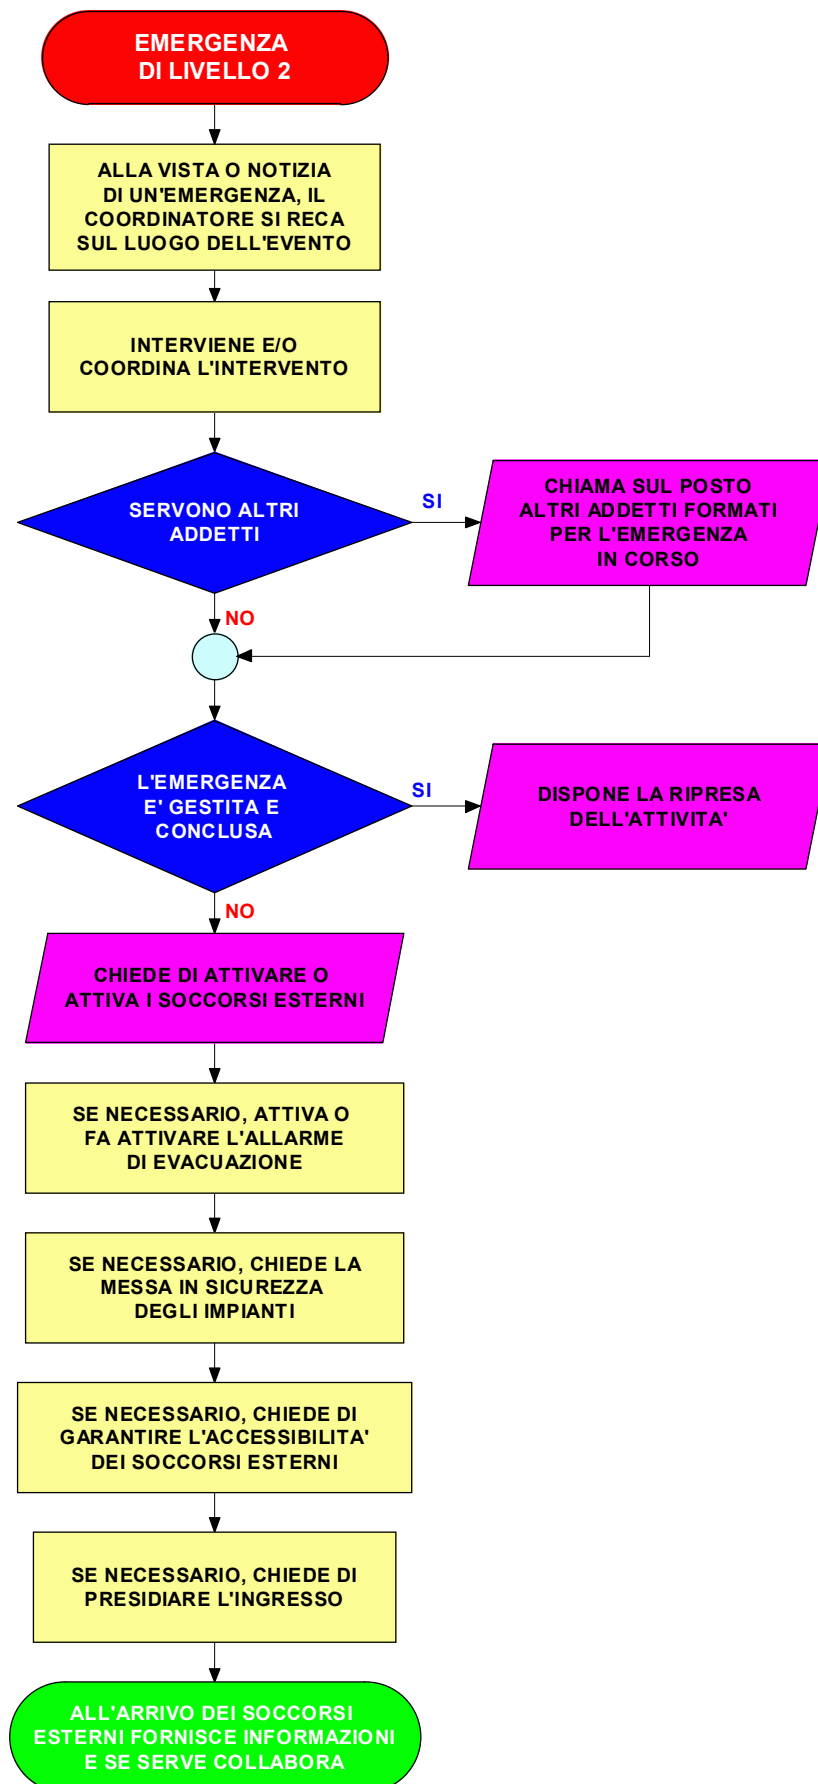 EMERGENZA
DI LIVELLO 2
ALLA VISTA O NOTIZIA
DI UN'EMERGENZA, IL
COORDINATORE SI RECA
SUL LUOGO DELL'EVENTO
INTERVIENE E/O
COORDINA L'INTERVENTO
SERVONO ALTRI
ADDETTI
SI
CHIAMA SUL POSTO
ALTRI ADDETTI FORMATI
PER L'EMERGENZA
IN CORSO
NO
L'EMERGENZA
E' GESTITA E
CONCLUSA
SI
DISPONE LA RIPRESA
DELL'ATTIVITA'
NO
CHIEDE DI ATTIVARE O
ATTIVA I SOCCORSI ESTERNI
SE NECESSARIO, ATTIVA O
FA ATTIVARE L'ALLARME
DI EVACUAZIONE
SE NECESSARIO, CHIEDE LA
MESSA IN SICUREZZA
DEGLI IMPIANTI
SE NECESSARIO, CHIEDE DI
GARANTIRE L'ACCESSIBILITA'
DEI SOCCORSI ESTERNI
SE NECESSARIO, CHIEDE DI
PRESIDIARE L'INGRESSO
ALL'ARRIVO DEI SOCCORSI
ESTERNI FORNISCE INFORMAZIONI
E SE SERVE COLLABORA